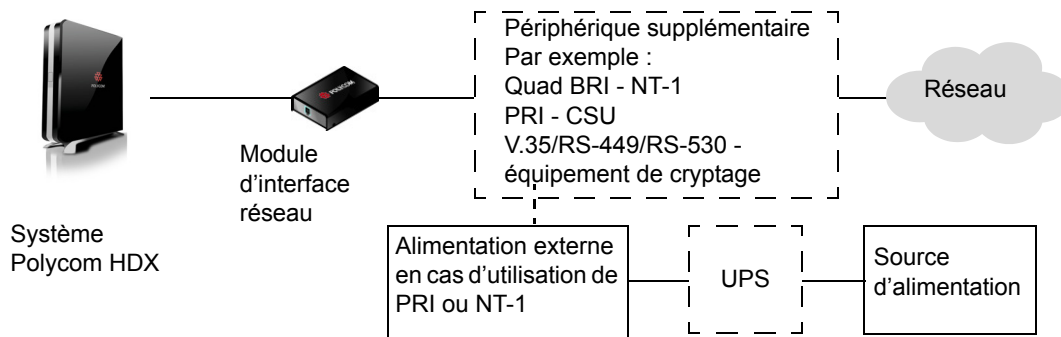 Périphérique supplémentaire
Par exemple :
Quad BRI - NT-1
PRI - CSU
V.35/RS-449/RS-530 -
équipement de cryptage
Réseau
POLYCOM
POLYCOM
Module
d’interface
réseau
Système
Polycom HDX
Alimentation externe
en cas d’utilisation de
PRI ou NT-1
UPS
Source
d’alimentation